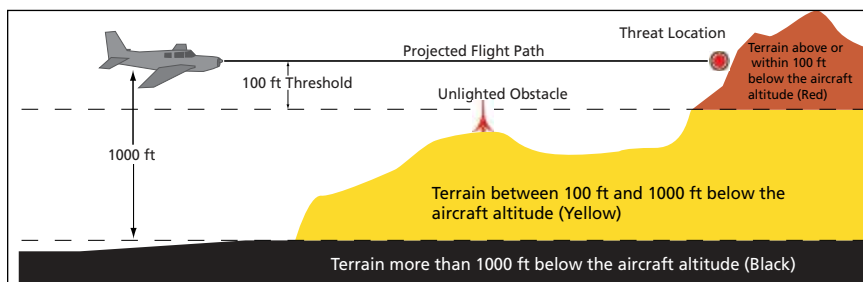 Projected Flight Path
Threat Location
100 ft Threshold
Unlighted Obstacle
Terrain above or
within 100 ft
below the aircraft
altitude (Red)
1000 ft
Terrain between 100 ft and 1000 ft below the
aircraft altitude (Yellow)
Terrain more than 1000 ft below the aircraft altitude (Black)